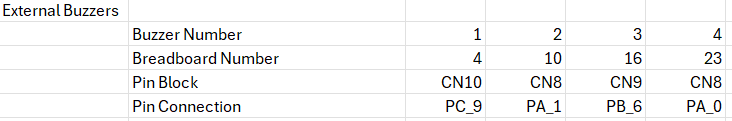 External Buzzers
Buzzer Number 1 2 3 4
Breadboard Number 4 10 16 23
Pin Block CN10 CN8 CN9 CN8
Pin Connection PC_9 PA_1 PB_6 PA_0